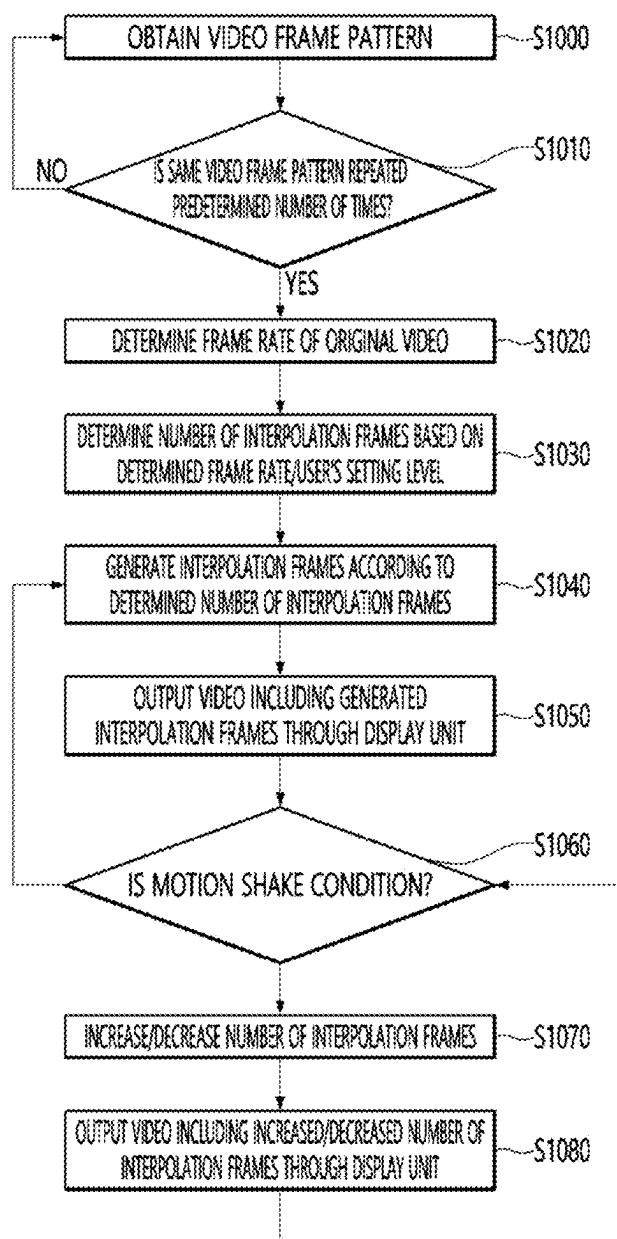 OBTAIN VIDEO FRAME PATTERN
S1000
IS SAME VIDEO FRAME PATTERN REPEATED
PREDETERMINED NUMBER OF TIMES?
S1010
NO
YES
DETERMINE FRAME RATE OF ORIGINAL VIDEO
S1020
DETERMINE NUMBER OF INTERPOLATION FRAMES BASED ON
DETERMINED FRAME RATE/USER'S SETTING LEVEL
S1030
GENERATE INTERPOLATION FRAMES ACCORDING TO
DETERMINED NUMBER OF INTERPOLATION FRAMES
S1040
OUTPUT VIDEO INCLUDING GENERATED
INTERPOLATION FRAMES THROUGH DISPLAY UNIT
S1050
IS MOTION SHAKE CONDITION?
S1060
INCREASE/DECREASE NUMBER OF INTERPOLATION FRAMES
S1070
OUTPUT VIDEO INCLUDING INCREASED/DECREASED NUMBER OF
INTERPOLATION FRAMES THROUGH DISPLAY UNIT
S1080